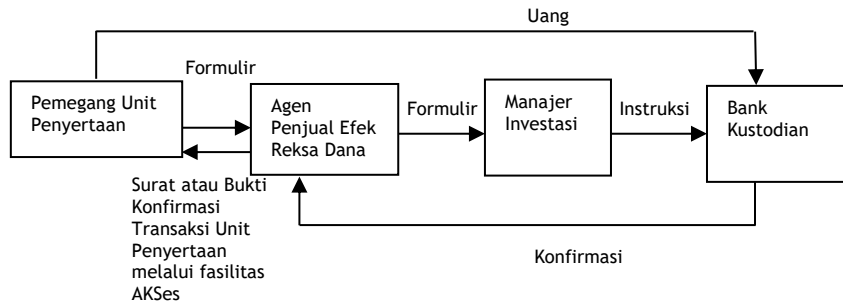 Uang
Formulir
Pemegang Unit
Penyertaan
Agen
Penjual Efek
Reksa Dana
Formulir
Manajer
Investasi
Instruksi
Bank
Kustodian
Surat atau Bukti
Konfirmasi
Transaksi Unit
Penyertaan
melalui fasilitas
AKSes
Konfirmasi